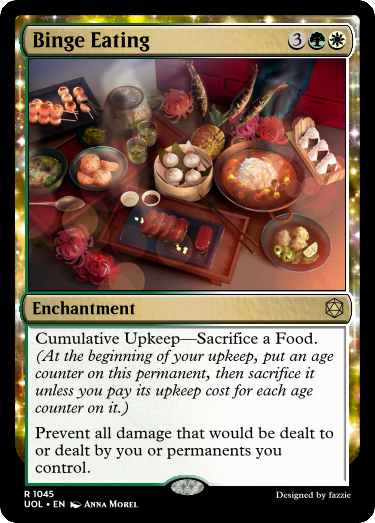 Binge Eating 3
Enchantment
Cumulative Upkeep—Sacrifice a Food.
(At the beginning of your upkeep, put an age
counter on this permanent, then sacrifice it
unless you pay its upkeep cost for each age
counter on it.)
Prevent all damage that would be dealt to
or dealt by you or permanents you
control.
R 1045
UOL • EN Anna Morel
Designed by fazzie